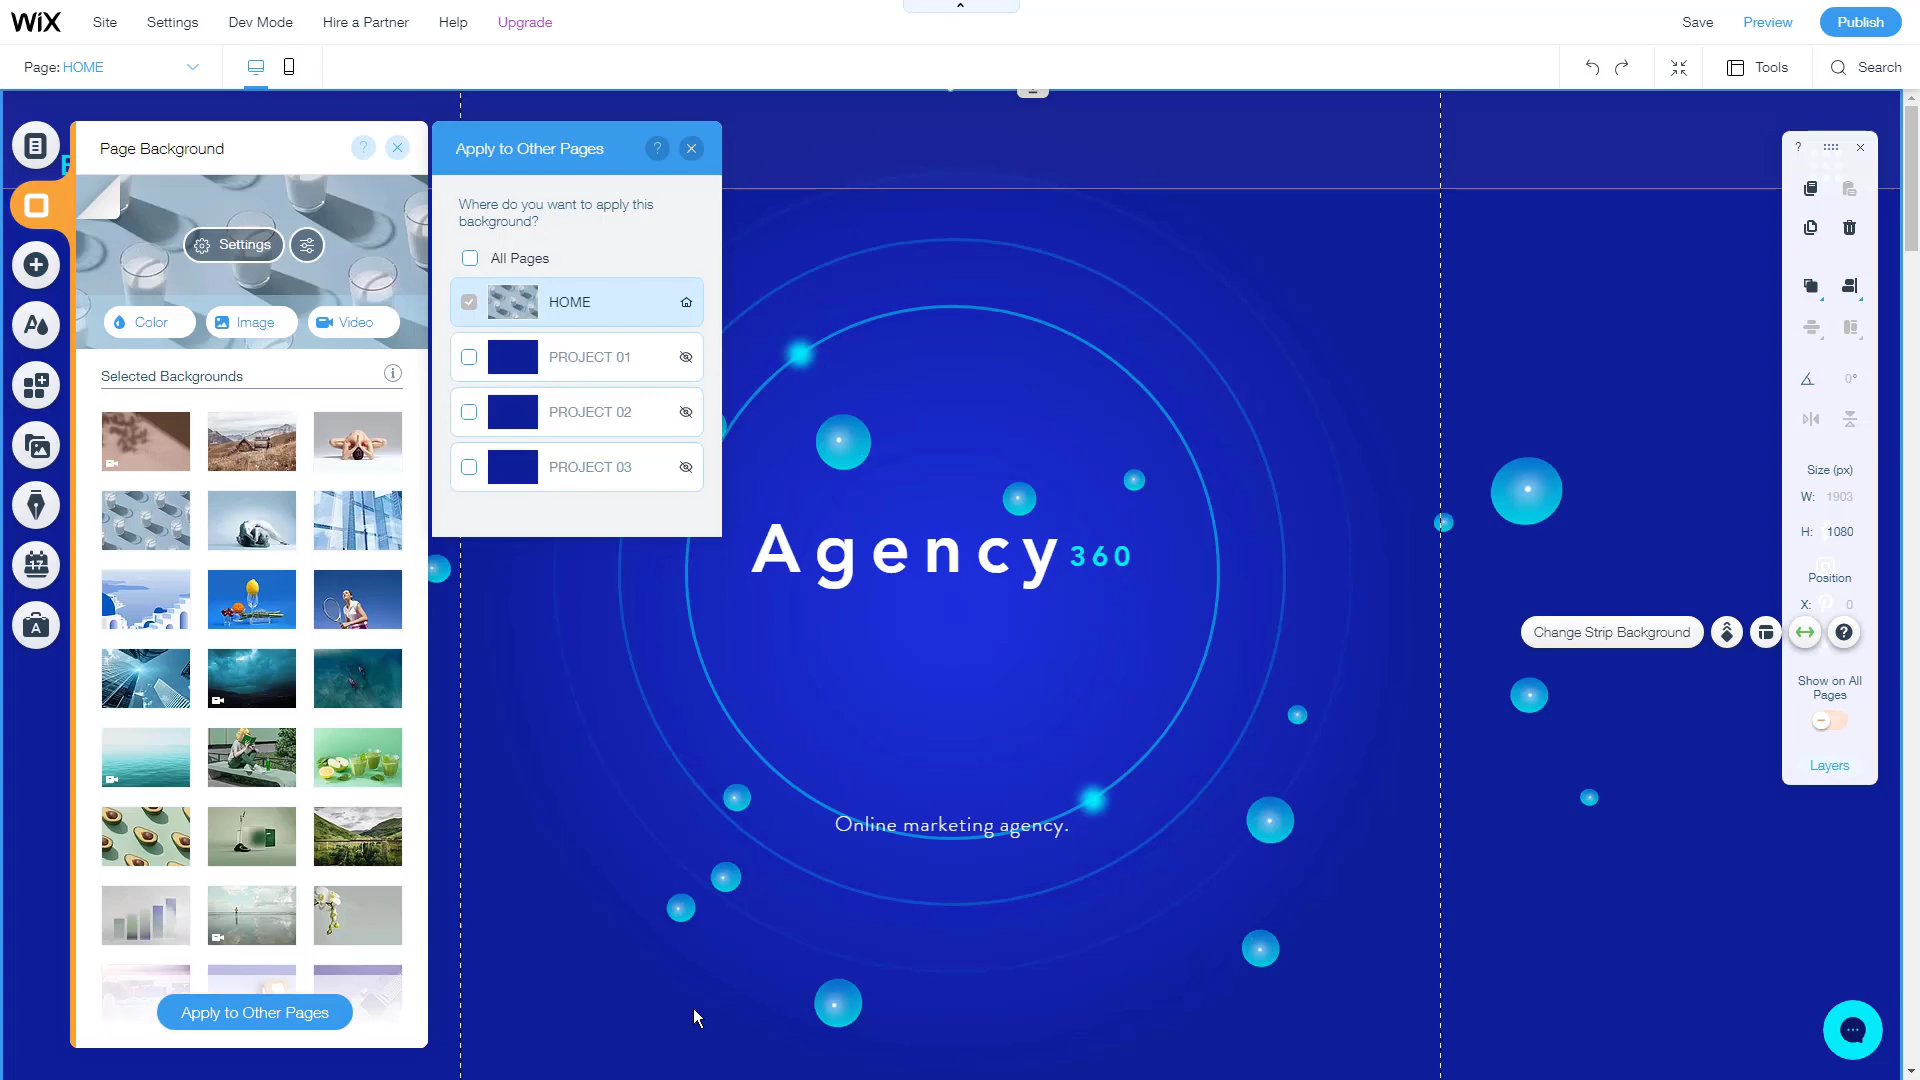 WiX Site Settings Dev Mode Hire a Partner Help Upgrade Save Preview Publish
Page: HOME Tools Search
Page Background ?
Settings
Color Image Video
Selected Backgrounds
Apply to Other Pages
Apply to Other Pages ?
Where do you want to apply this
background?
All Pages
HOME
PROJECT 01
PROJECT 02
PROJECT 03
Agency 360
Online marketing agency.
Change Strip Background ?
?
0°
Size (px)
W: 1903
H: 1080
Position
X: 0
Show on All
Pages
Layers
17
A
A